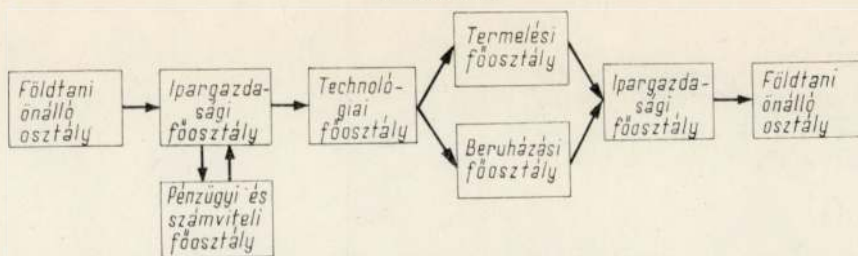 Földtani
önálló
osztály
Ipargazda-
sági
főosztály
Pénzügyi és
számviteli
főosztály
Technoló-
giai
főosztály
Termelési
főosztály
Beruházási
főosztály
Ipargazda-
sági
főosztály
Földtani
önálló
osztály